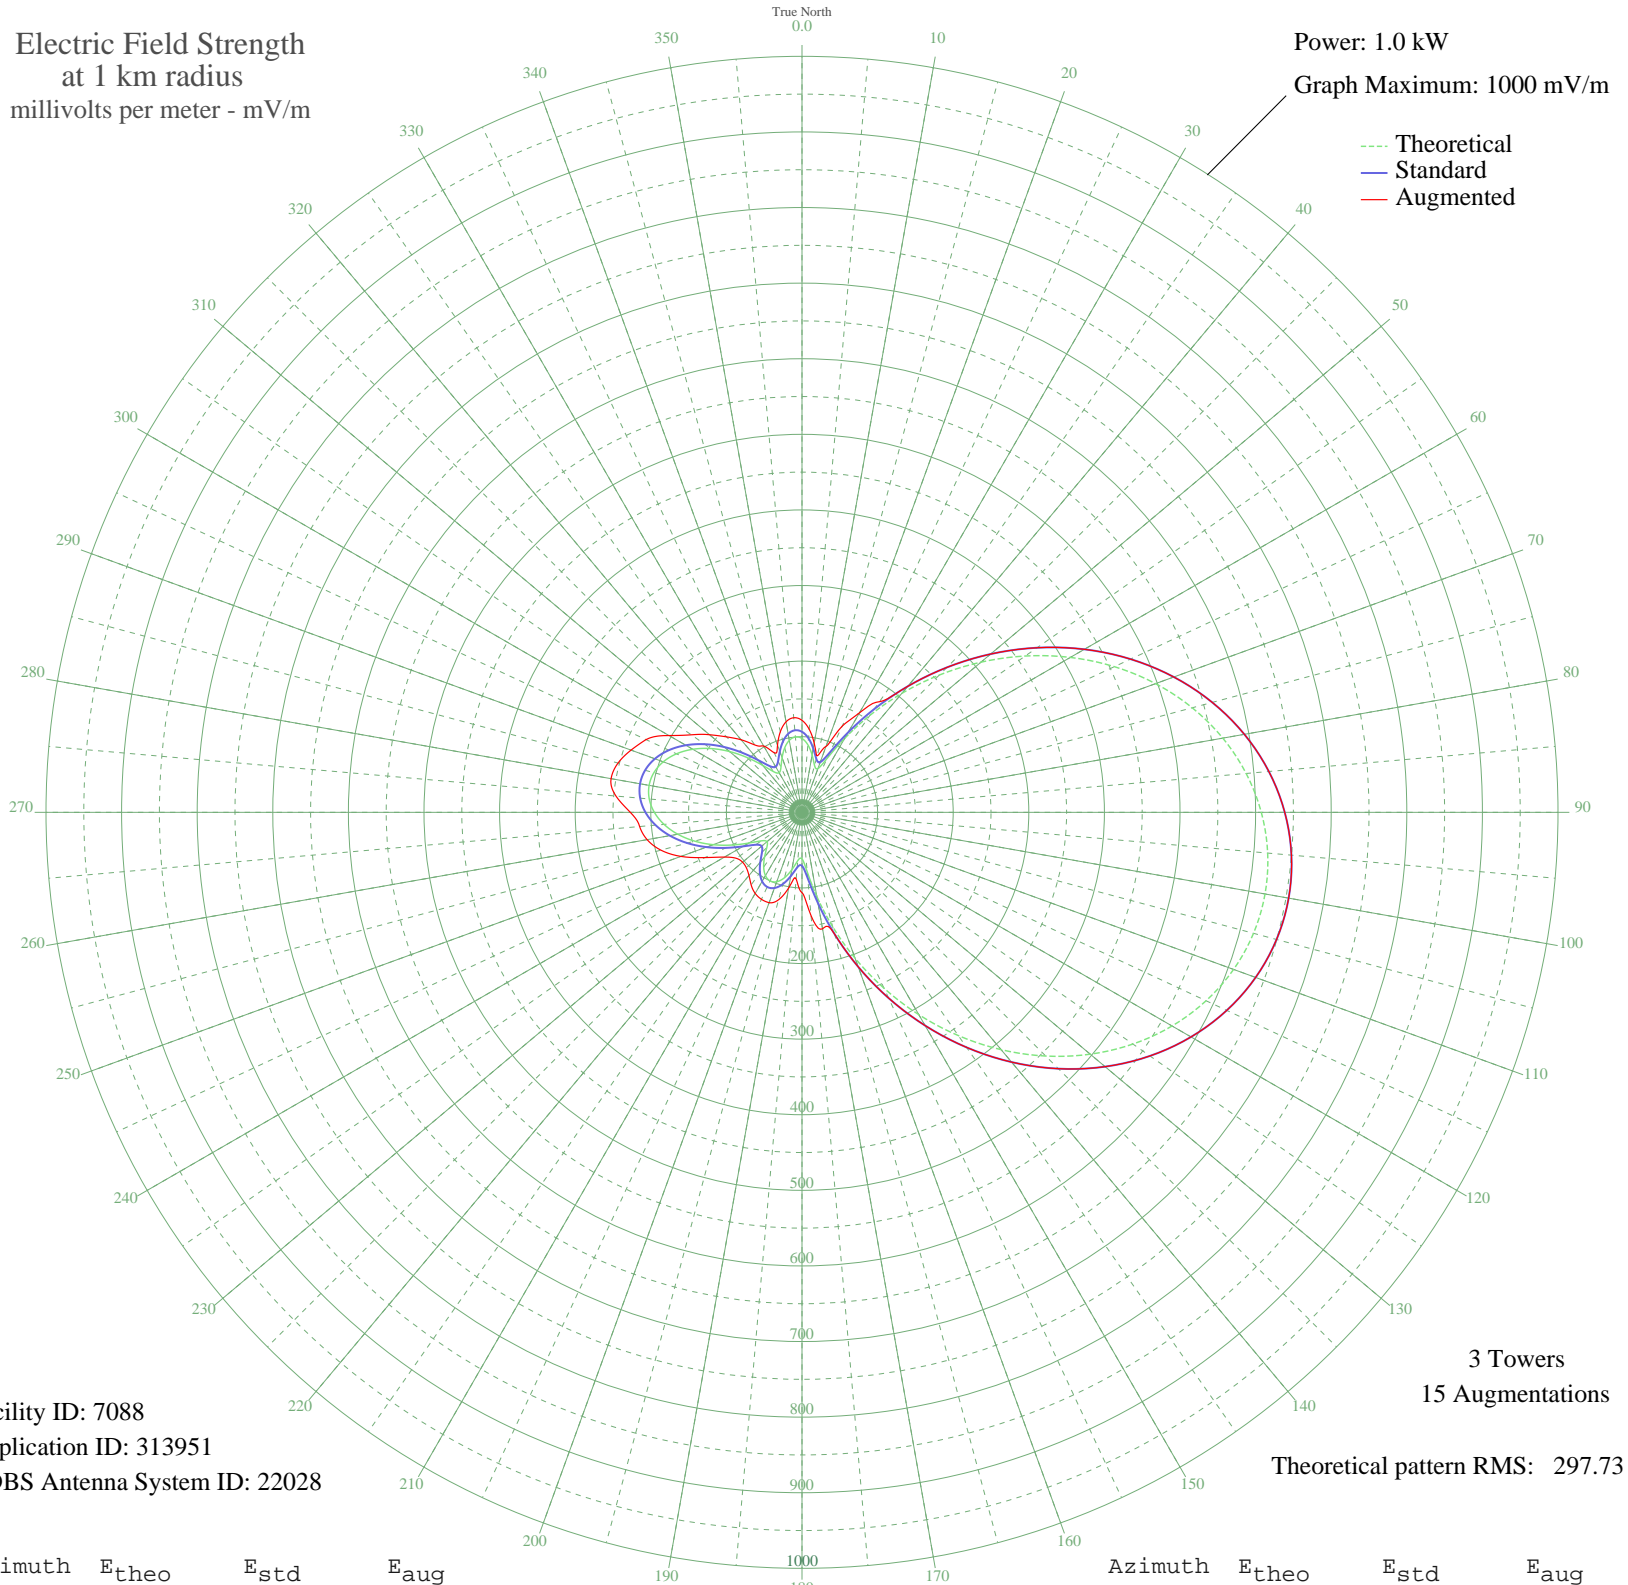 True North
Electric Field Strength
at 1 km radius
millivolts per meter - mV/m
Power: 1.0 kW
Graph Maximum: 1000 mV/m
Theoretical
Standard
Augmented
0.0
10
20
30
40
50
60
70
80
90
100
110
120
130
140
150
160
170
190
200
210
220
230
240
250
260
270
280
290
300
310
320
330
340
350
200
300
400
500
600
700
800
900
1000
3 Towers
15 Augmentations
Theoretical pattern RMS: 297.73
cility ID: 7088
plication ID: 313951
DBS Antenna System ID: 22028
imuth Etheo Estd Eaug
Azimuth Etheo Estd Eaug